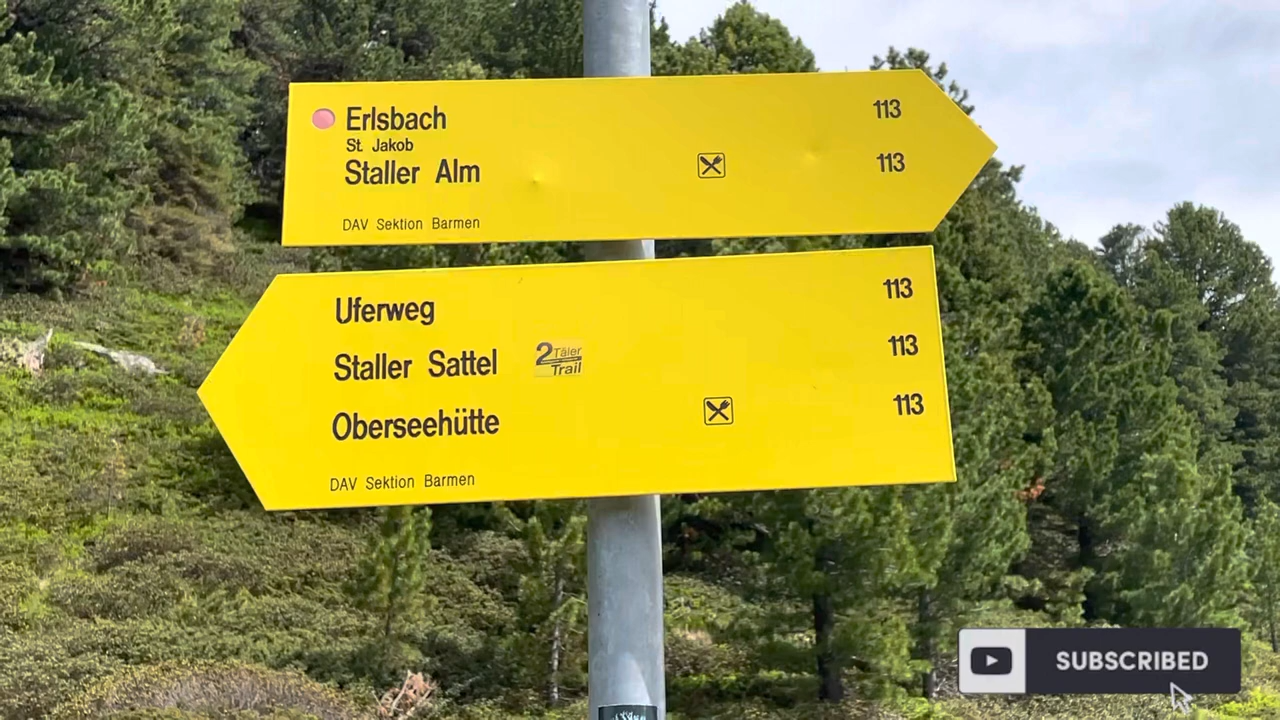 Erlsbach 113
St. Jakob
Staller Alm 113
DAV Sektion Barmen
Uferweg 113
Staller Sattel 2 Täler Trail 113
Oberseehütte 113
DAV Sektion Barmen
SUBSCRIBED